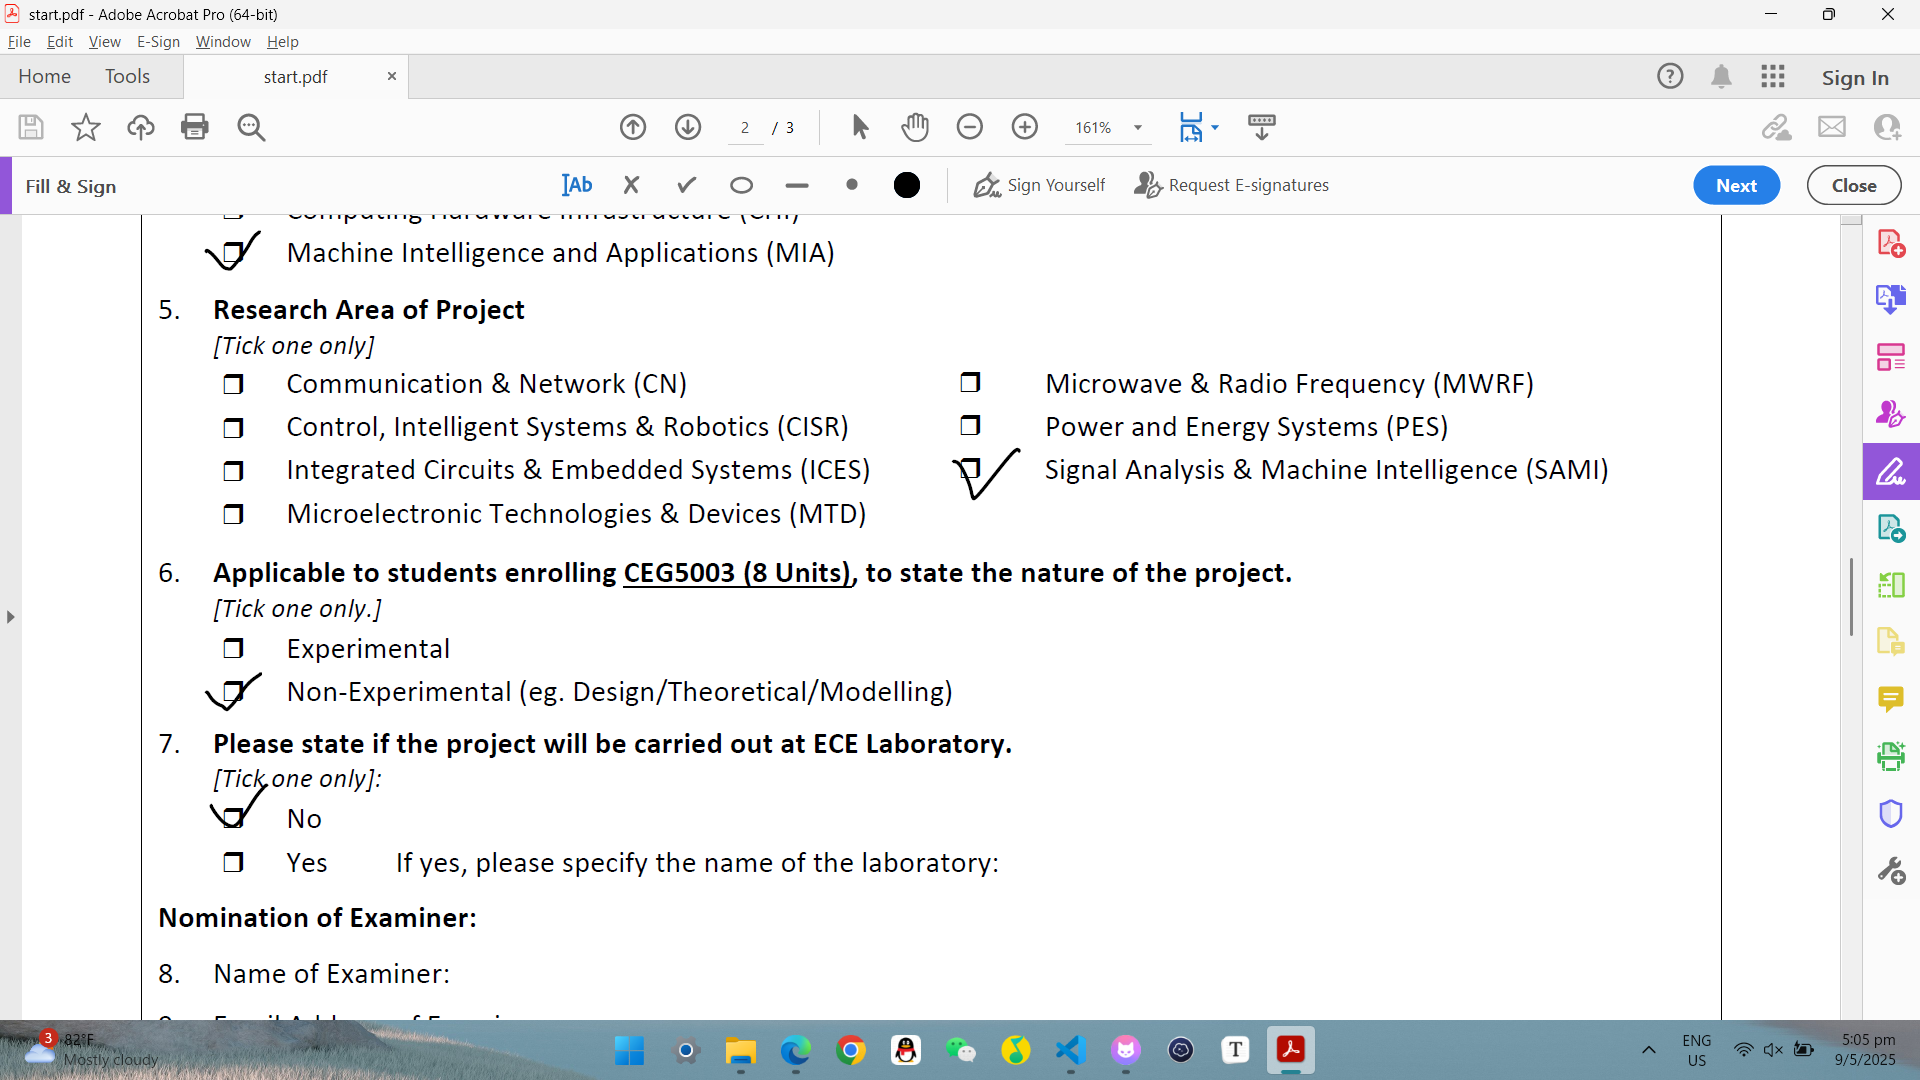 start.pdf - Adobe Acrobat Pro (64-bit)
File Edit View E-Sign Window Help
Home Tools start.pdf Sign In
2 / 3 161%
Fill & Sign Sign Yourself Request E-signatures Next Close
Computing Hardware Infrastructure (CHI)
Machine Intelligence and Applications (MIA)
5. Research Area of Project
[Tick one only]
Communication & Network (CN) Microwave & Radio Frequency (MWRF)
Control, Intelligent Systems & Robotics (CISR) Power and Energy Systems (PES)
Integrated Circuits & Embedded Systems (ICES) Signal Analysis & Machine Intelligence (SAMI)
Microelectronic Technologies & Devices (MTD)
6. Applicable to students enrolling CEG5003 (8 Units), to state the nature of the project.
[Tick one only.]
Experimental
Non-Experimental (eg. Design/Theoretical/Modelling)
7. Please state if the project will be carried out at ECE Laboratory.
[Tick one only]:
No
Yes If yes, please specify the name of the laboratory:
Nomination of Examiner:
8. Name of Examiner:
3 82°F
Mostly cloudy
ENG
US
5:05 pm
9/5/2025